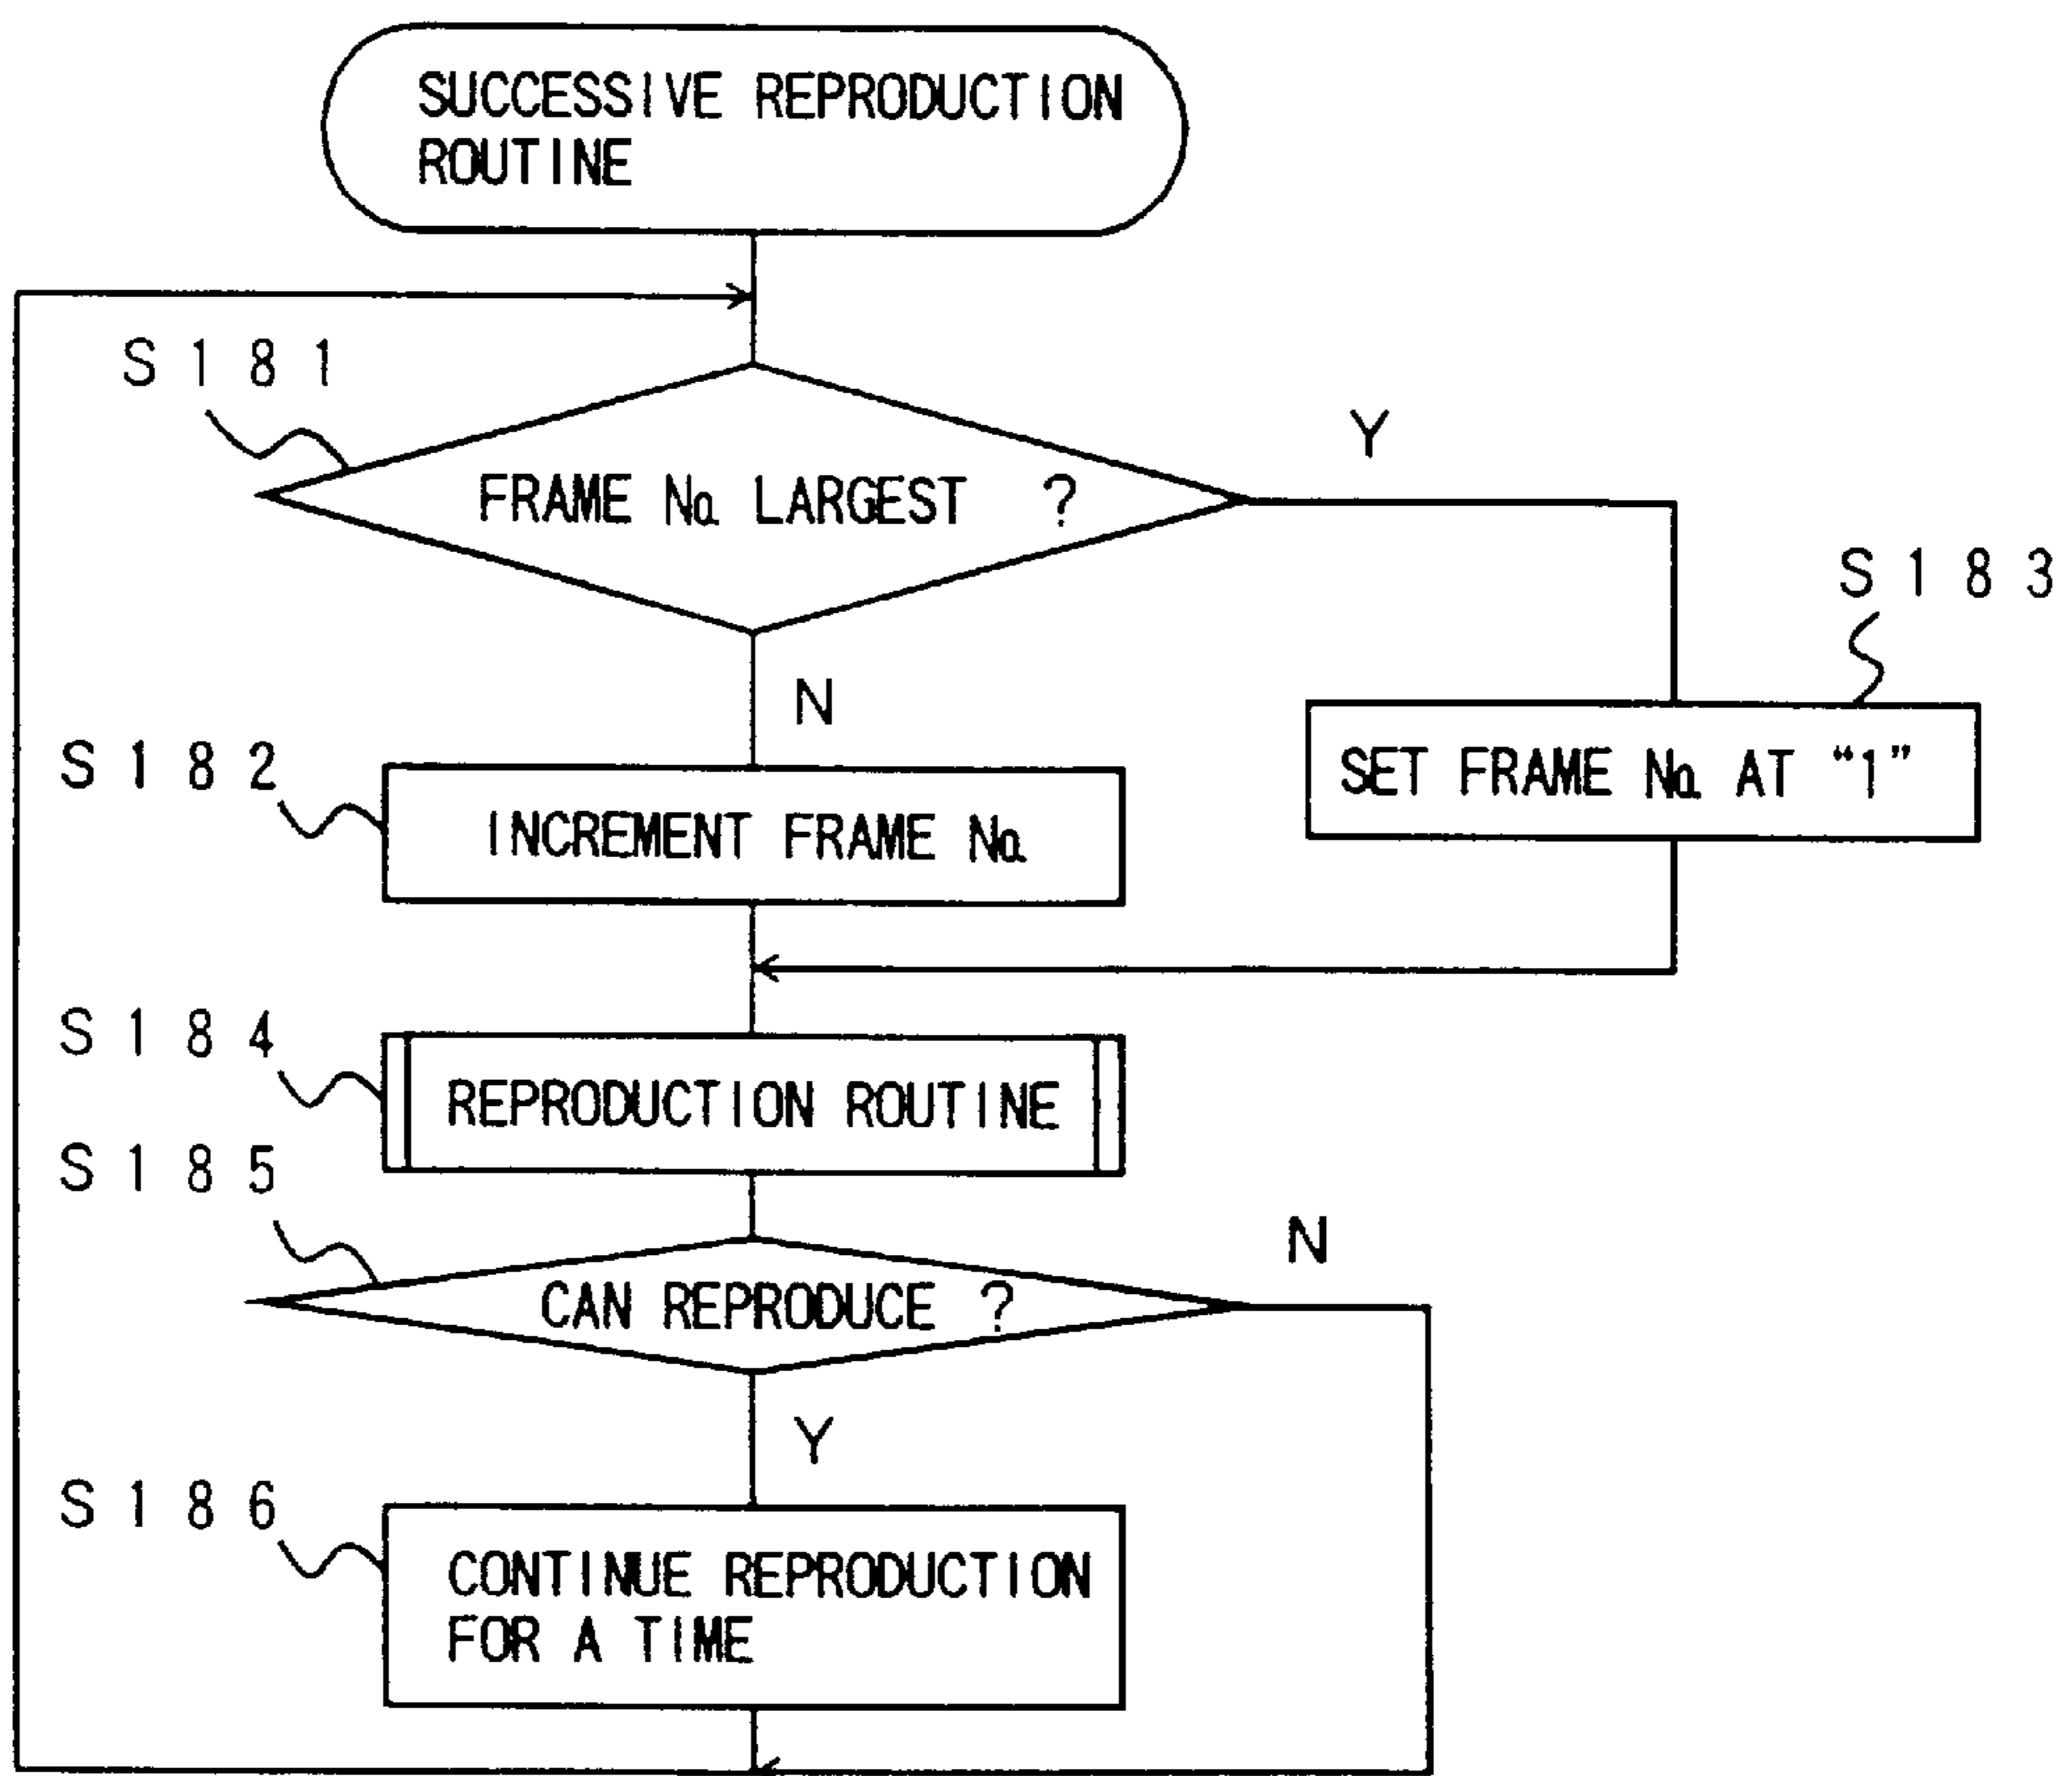 SUCCESSIVE REPRODUCTION
ROUTINE
S181
FRAME No. LARGEST ?
Y
S183
N
SET FRAME No. AT “1”
S182
INCREMENT FRAME No.
S184
REPRODUCTION ROUTINE
S185
N
CAN REPRODUCE ?
Y
S186
CONTINUE REPRODUCTION
FOR A TIME